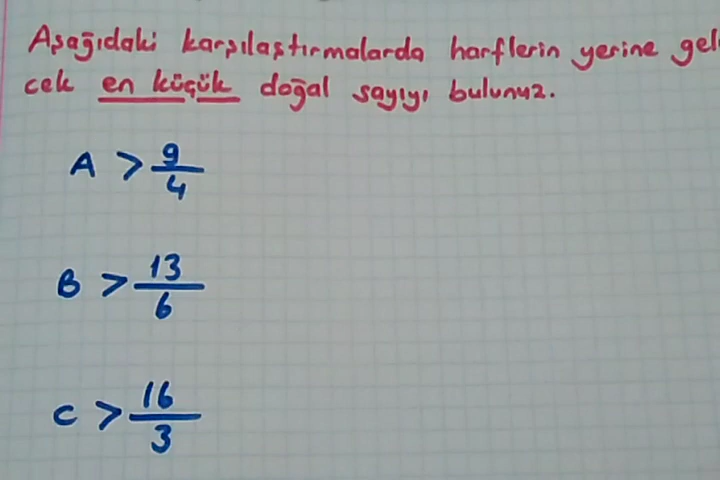 Aşağıdaki karşılaştırmalarda harflerin yerine gel
cek en küçük doğal sayıyı bulunuz.
A > 9/4
B > 13/6
C > 16/3